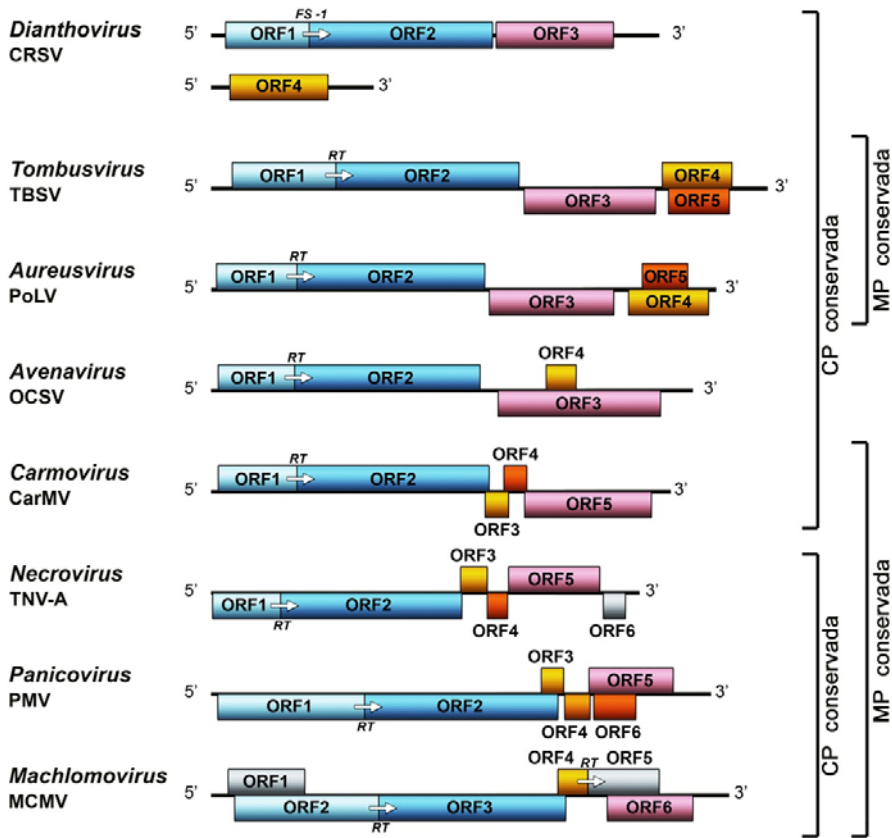 FS -1
Dianthovirus 5' ORF1 ORF2 ORF3 3'
CRSV
5' ORF4 3'
RT
Tombusvirus 5' ORF1 ORF2 ORF4 3'
TBSV ORF3 ORF5
RT
Aureusvirus 5' ORF1 ORF2 ORF5 3'
PoLV ORF3 ORF4
RT ORF4
Avenavirus 5' ORF1 ORF2 3'
OCSV ORF3
RT ORF4
Carmovirus 5' ORF1 ORF2 3'
CarMV ORF5
ORF3
ORF3
Necrovirus 5' ORF5 3'
TNV-A ORF1 ORF2
RT ORF4 ORF6
ORF3
Panicovirus 5' ORF5 3'
PMV ORF1 ORF2
RT ORF4 ORF6
ORF4 RT ORF5
Machlomovirus 5' ORF1 3'
MCMV ORF2 ORF3 ORF6
RT
CP conservada
MP conservada
CP conservada
MP conservada